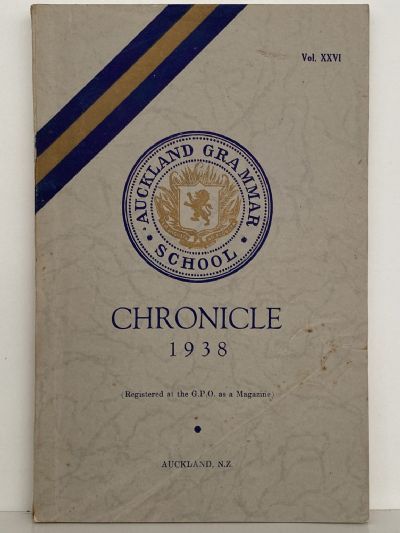 Vol. XXVI
AUCKLAND GRAMMAR
• SCHOOL •
CHRONICLE
1938
(Registered at the G.P.O. as a Magazine)
•
AUCKLAND, N.Z.